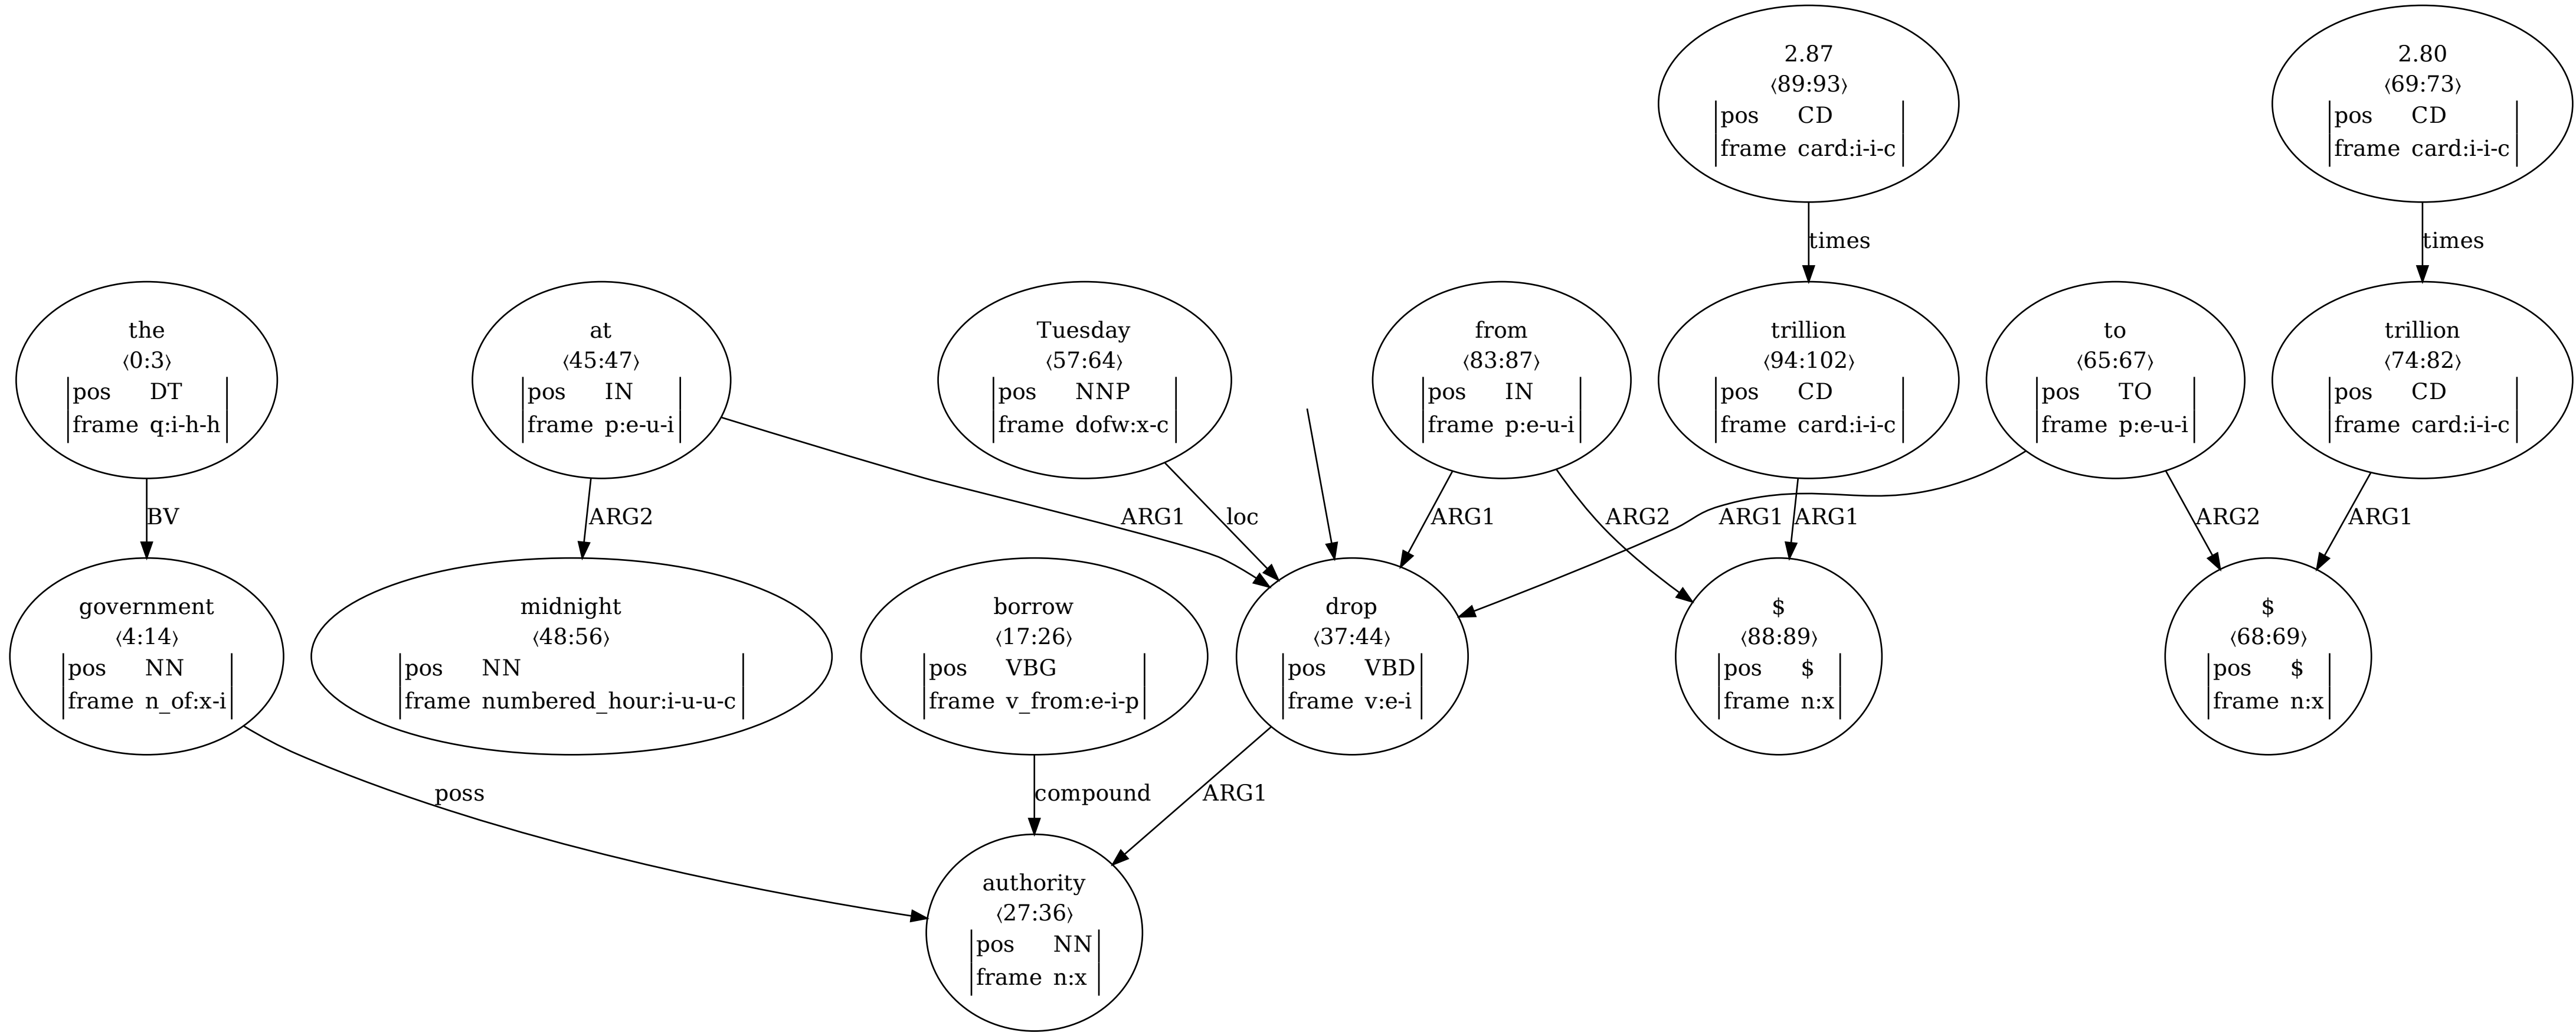 2.87
⟨89:93⟩
pos CD
frame card:i-i-c
2.80
⟨69:73⟩
pos CD
frame card:i-i-c
times
times
the
⟨0:3⟩
pos DT
frame q:i-h-h
at
⟨45:47⟩
pos IN
frame p:e-u-i
Tuesday
⟨57:64⟩
pos NNP
frame dofw:x-c
from
⟨83:87⟩
pos IN
frame p:e-u-i
trillion
⟨94:102⟩
pos CD
frame card:i-i-c
to
⟨65:67⟩
pos TO
frame p:e-u-i
trillion
⟨74:82⟩
pos CD
frame card:i-i-c
BV
ARG2
ARG1
loc
ARG1
ARG2
ARG1
ARG1
ARG2
ARG1
government
⟨4:14⟩
pos NN
frame n_of:x-i
midnight
⟨48:56⟩
pos NN
frame numbered_hour:i-u-u-c
borrow
⟨17:26⟩
pos VBG
frame v_from:e-i-p
drop
⟨37:44⟩
pos VBD
frame v:e-i
$
⟨88:89⟩
pos $
frame n:x
$
⟨68:69⟩
pos $
frame n:x
poss
compound
ARG1
authority
⟨27:36⟩
pos NN
frame n:x